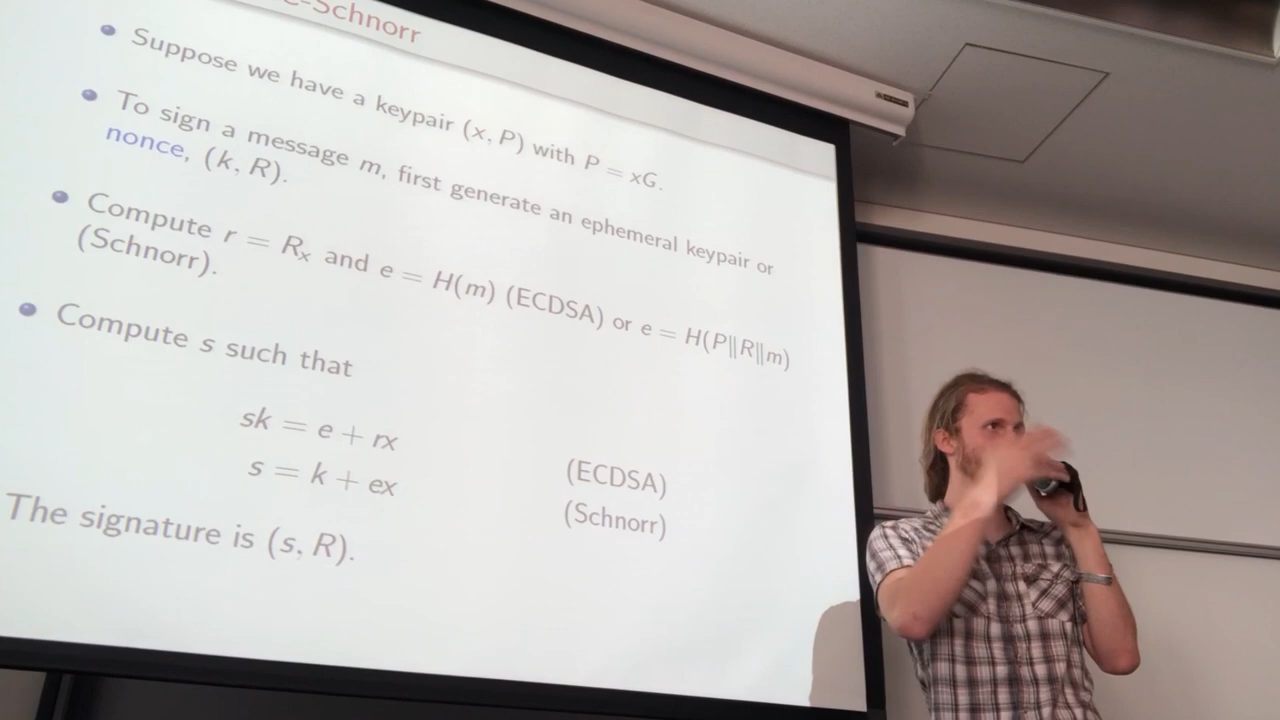 -Schnorr
Suppose we have a keypair (x, P) with P = xG.
To sign a message m, first generate an ephemeral keypair or
nonce, (k, R).
Compute r = Rₓ and e = H(m) (ECDSA) or e = H(P∥R∥m)
(Schnorr).
Compute s such that
sk = e + rx (ECDSA)
s = k + ex (Schnorr)
The signature is (s, R).